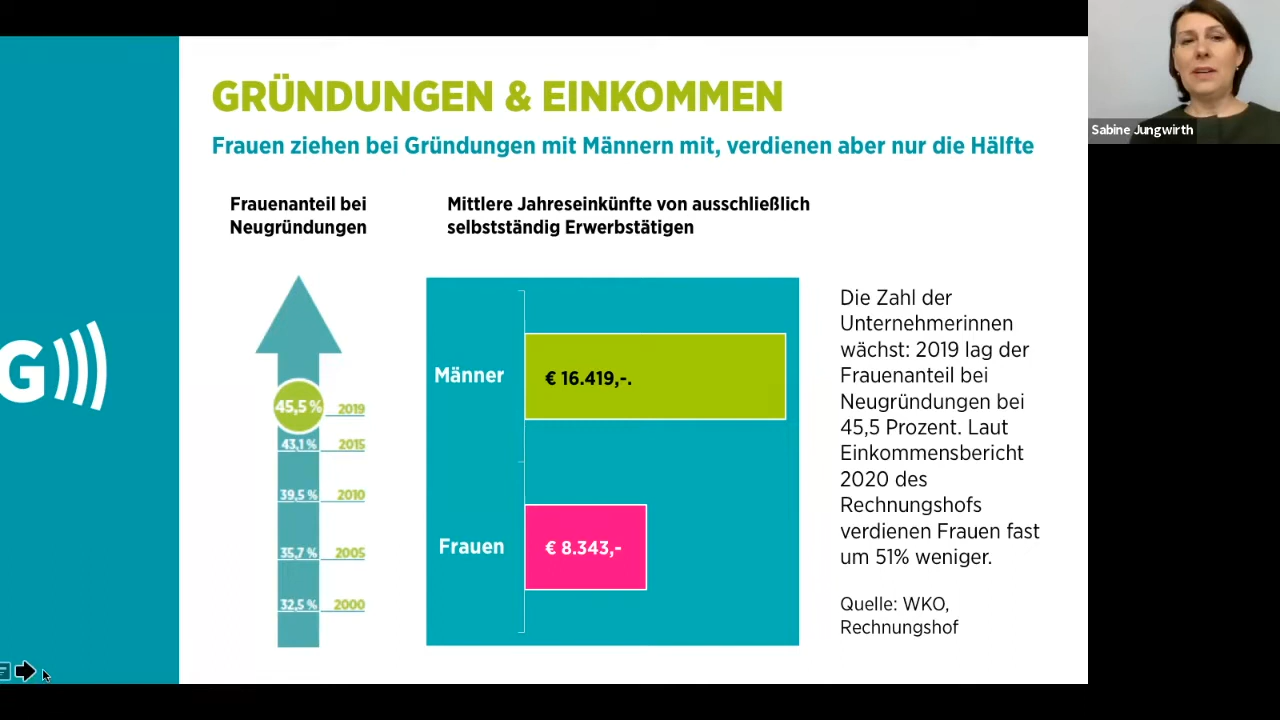 GRÜNDUNGEN & EINKOMMEN
Frauen ziehen bei Gründungen mit Männern mit, verdienen aber nur die Hälfte
Frauenanteil bei
Neugründungen
45,5 % 2019
43,1 % 2015
39,5 % 2010
35,7 % 2005
32,5 % 2000
Mittlere Jahreseinkünfte von ausschließlich
selbstständig Erwerbstätigen
Männer
€ 16.419,-.
Frauen
€ 8.343,-
Die Zahl der
Unternehmerinnen
wächst: 2019 lag der
Frauenanteil bei
Neugründungen bei
45,5 Prozent. Laut
Einkommensbericht
2020 des
Rechnungshofs
verdienen Frauen fast
um 51% weniger.
Quelle: WKO,
Rechnungshof
G
Sabine Jungwirth